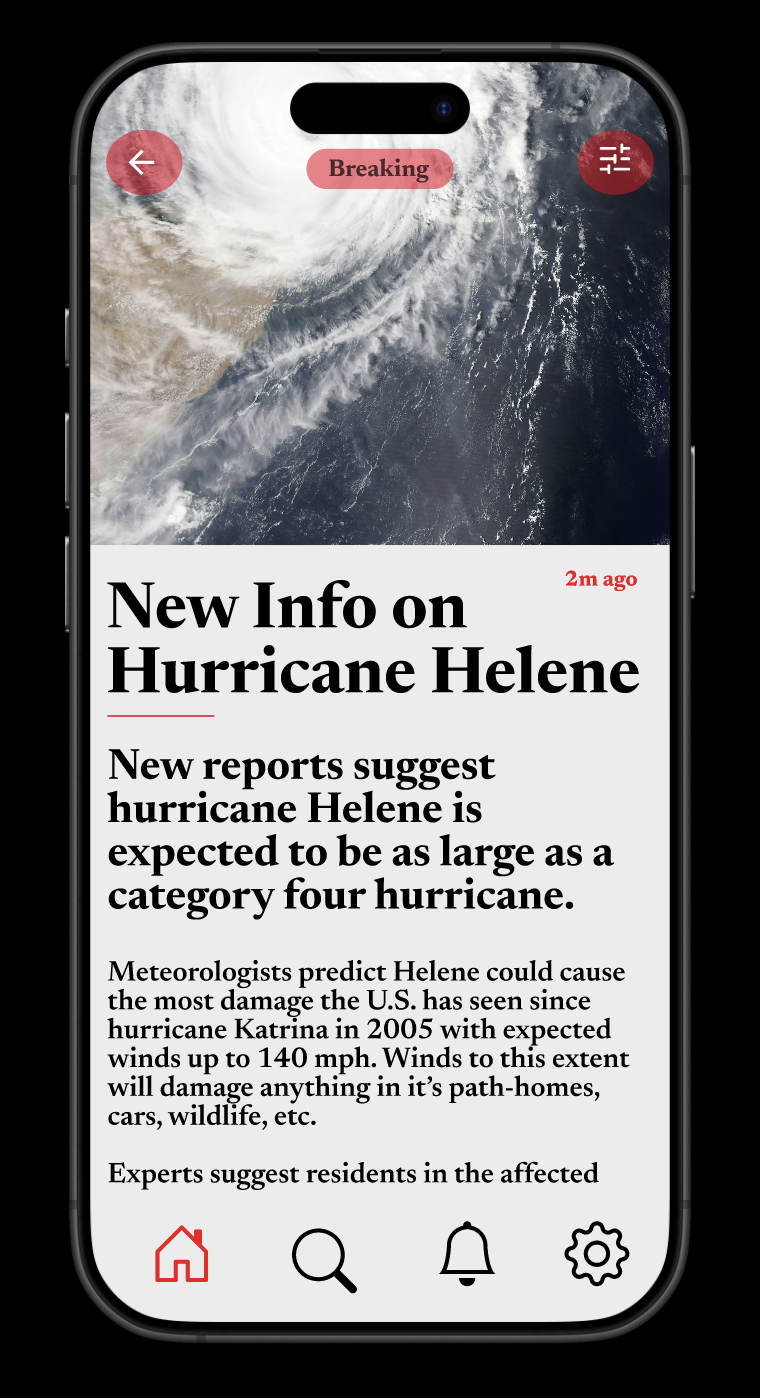 Breaking
2m ago
New Info on
Hurricane Helene
New reports suggest
hurricane Helene is
expected to be as large as a
category four hurricane.
Meteorologists predict Helene could cause
the most damage the U.S. has seen since
hurricane Katrina in 2005 with expected
winds up to 140 mph. Winds to this extent
will damage anything in it’s path-homes,
cars, wildlife, etc.
Experts suggest residents in the affected